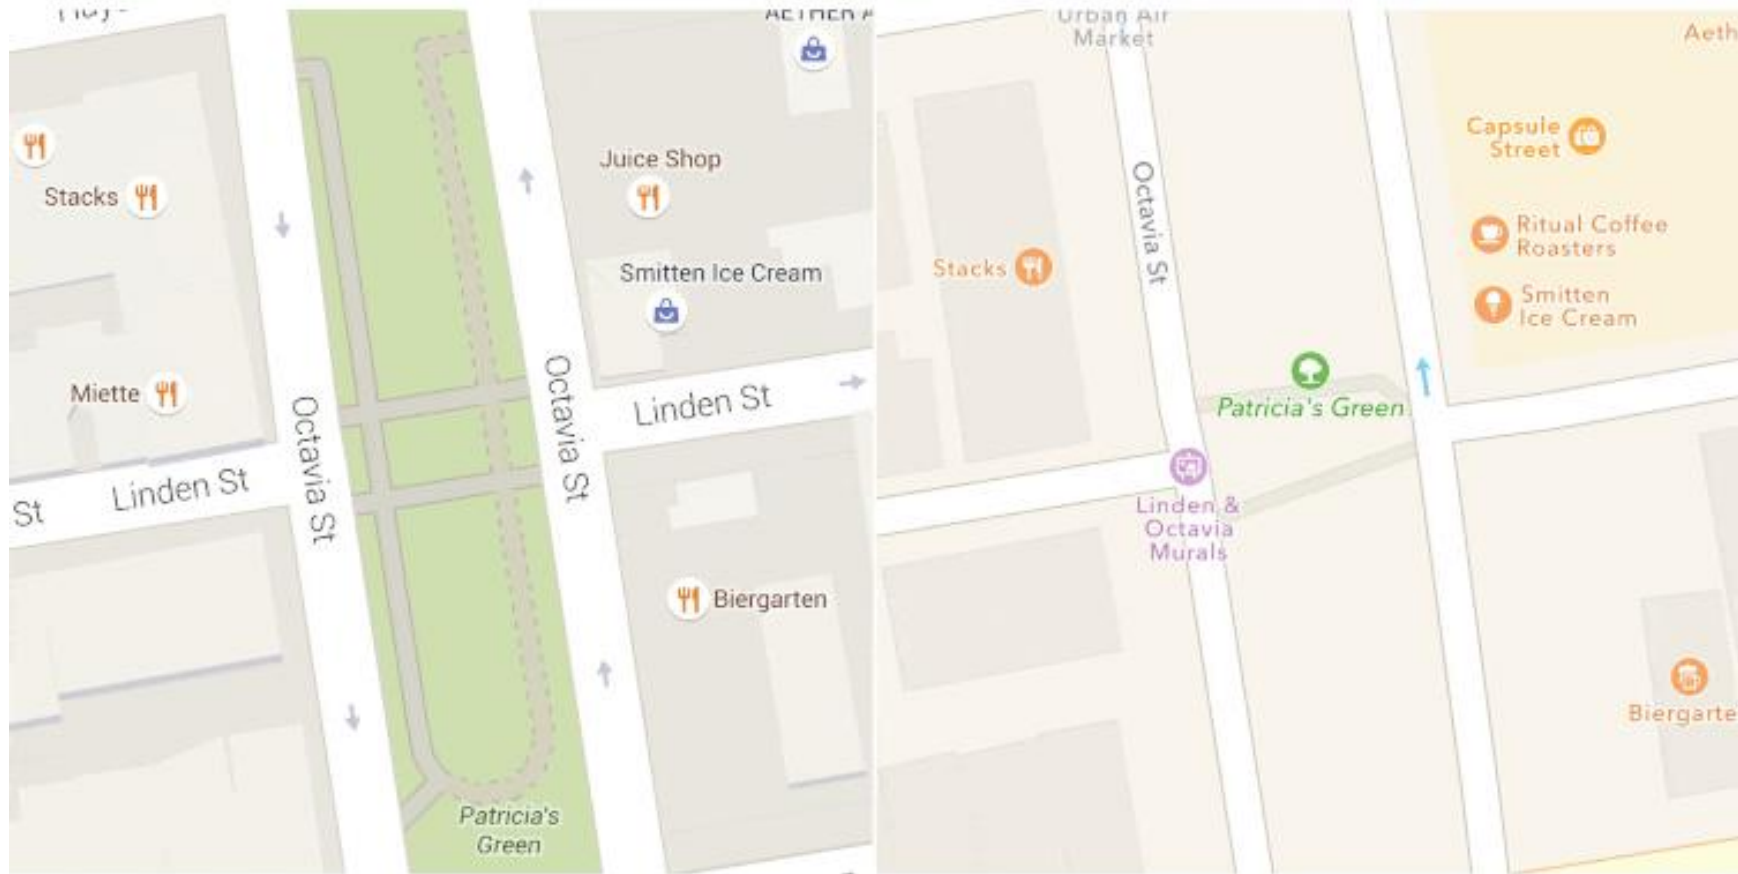 AETHER A
Juice Shop
Stacks
Smitten Ice Cream
Miette
Octavia St
Octavia St
Linden St
Linden St
St
Biergarten
Patricia's
Green
Urban Air
Market
Aeth
Capsule
Street
Octavia St
Ritual Coffee
Roasters
Stacks
Smitten
Ice Cream
Patricia's Green
Linden &
Octavia
Murals
Biergarte